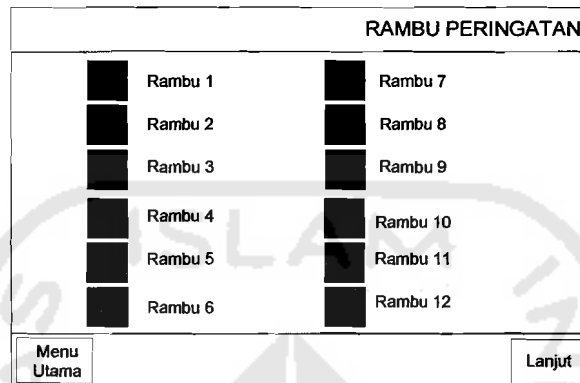 RAMBU PERINGATAN
Rambu 1
Rambu 7
Rambu 2
Rambu 8
Rambu 3
Rambu 9
Rambu 4
Rambu 10
Rambu 5
Rambu 11
Rambu 6
Rambu 12
Menu
Utama
Lanjut
ISLAM